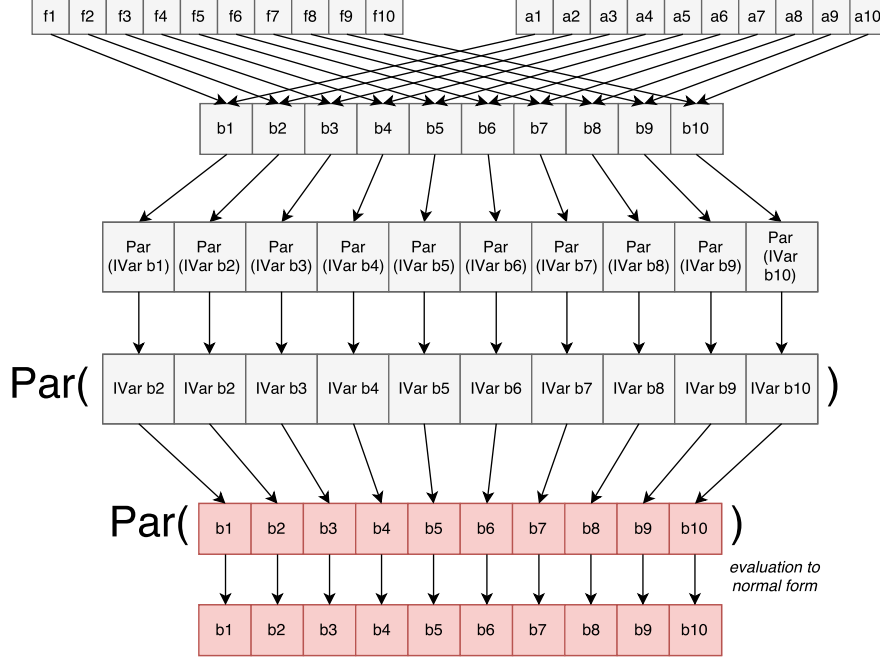 f1 f2 f3 f4 f5 f6 f7 f8 f9 f10 a1 a2 a3 a4 a5 a6 a7 a8 a9 a10
b1 b2 b3 b4 b5 b6 b7 b8 b9 b10
Par (IVar b1) Par (IVar b2) Par (IVar b3) Par (IVar b4) Par (IVar b5) Par (IVar b6) Par (IVar b7) Par (IVar b8) Par (IVar b9) Par (IVar b10)
Par( IVar b2 IVar b2 IVar b3 IVar b4 IVar b5 IVar b6 IVar b7 IVar b8 IVar b9 IVar b10 )
Par( b1 b2 b3 b4 b5 b6 b7 b8 b9 b10 )
evaluation to
normal form
b1 b2 b3 b4 b5 b6 b7 b8 b9 b10